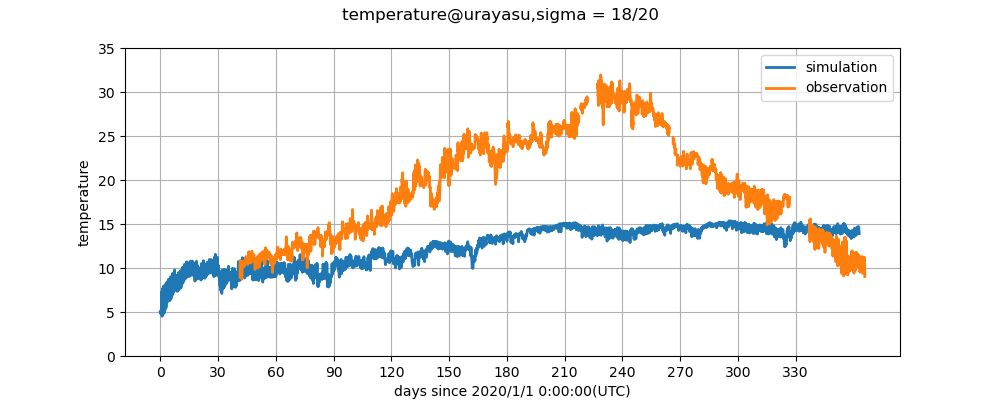 temperature@urayasu,sigma = 18/20
35
30
25
20
15
10
5
0
temperature
simulation
observation
0 30 60 90 120 150 180 210 240 270 300 330
days since 2020/1/1 0:00:00(UTC)